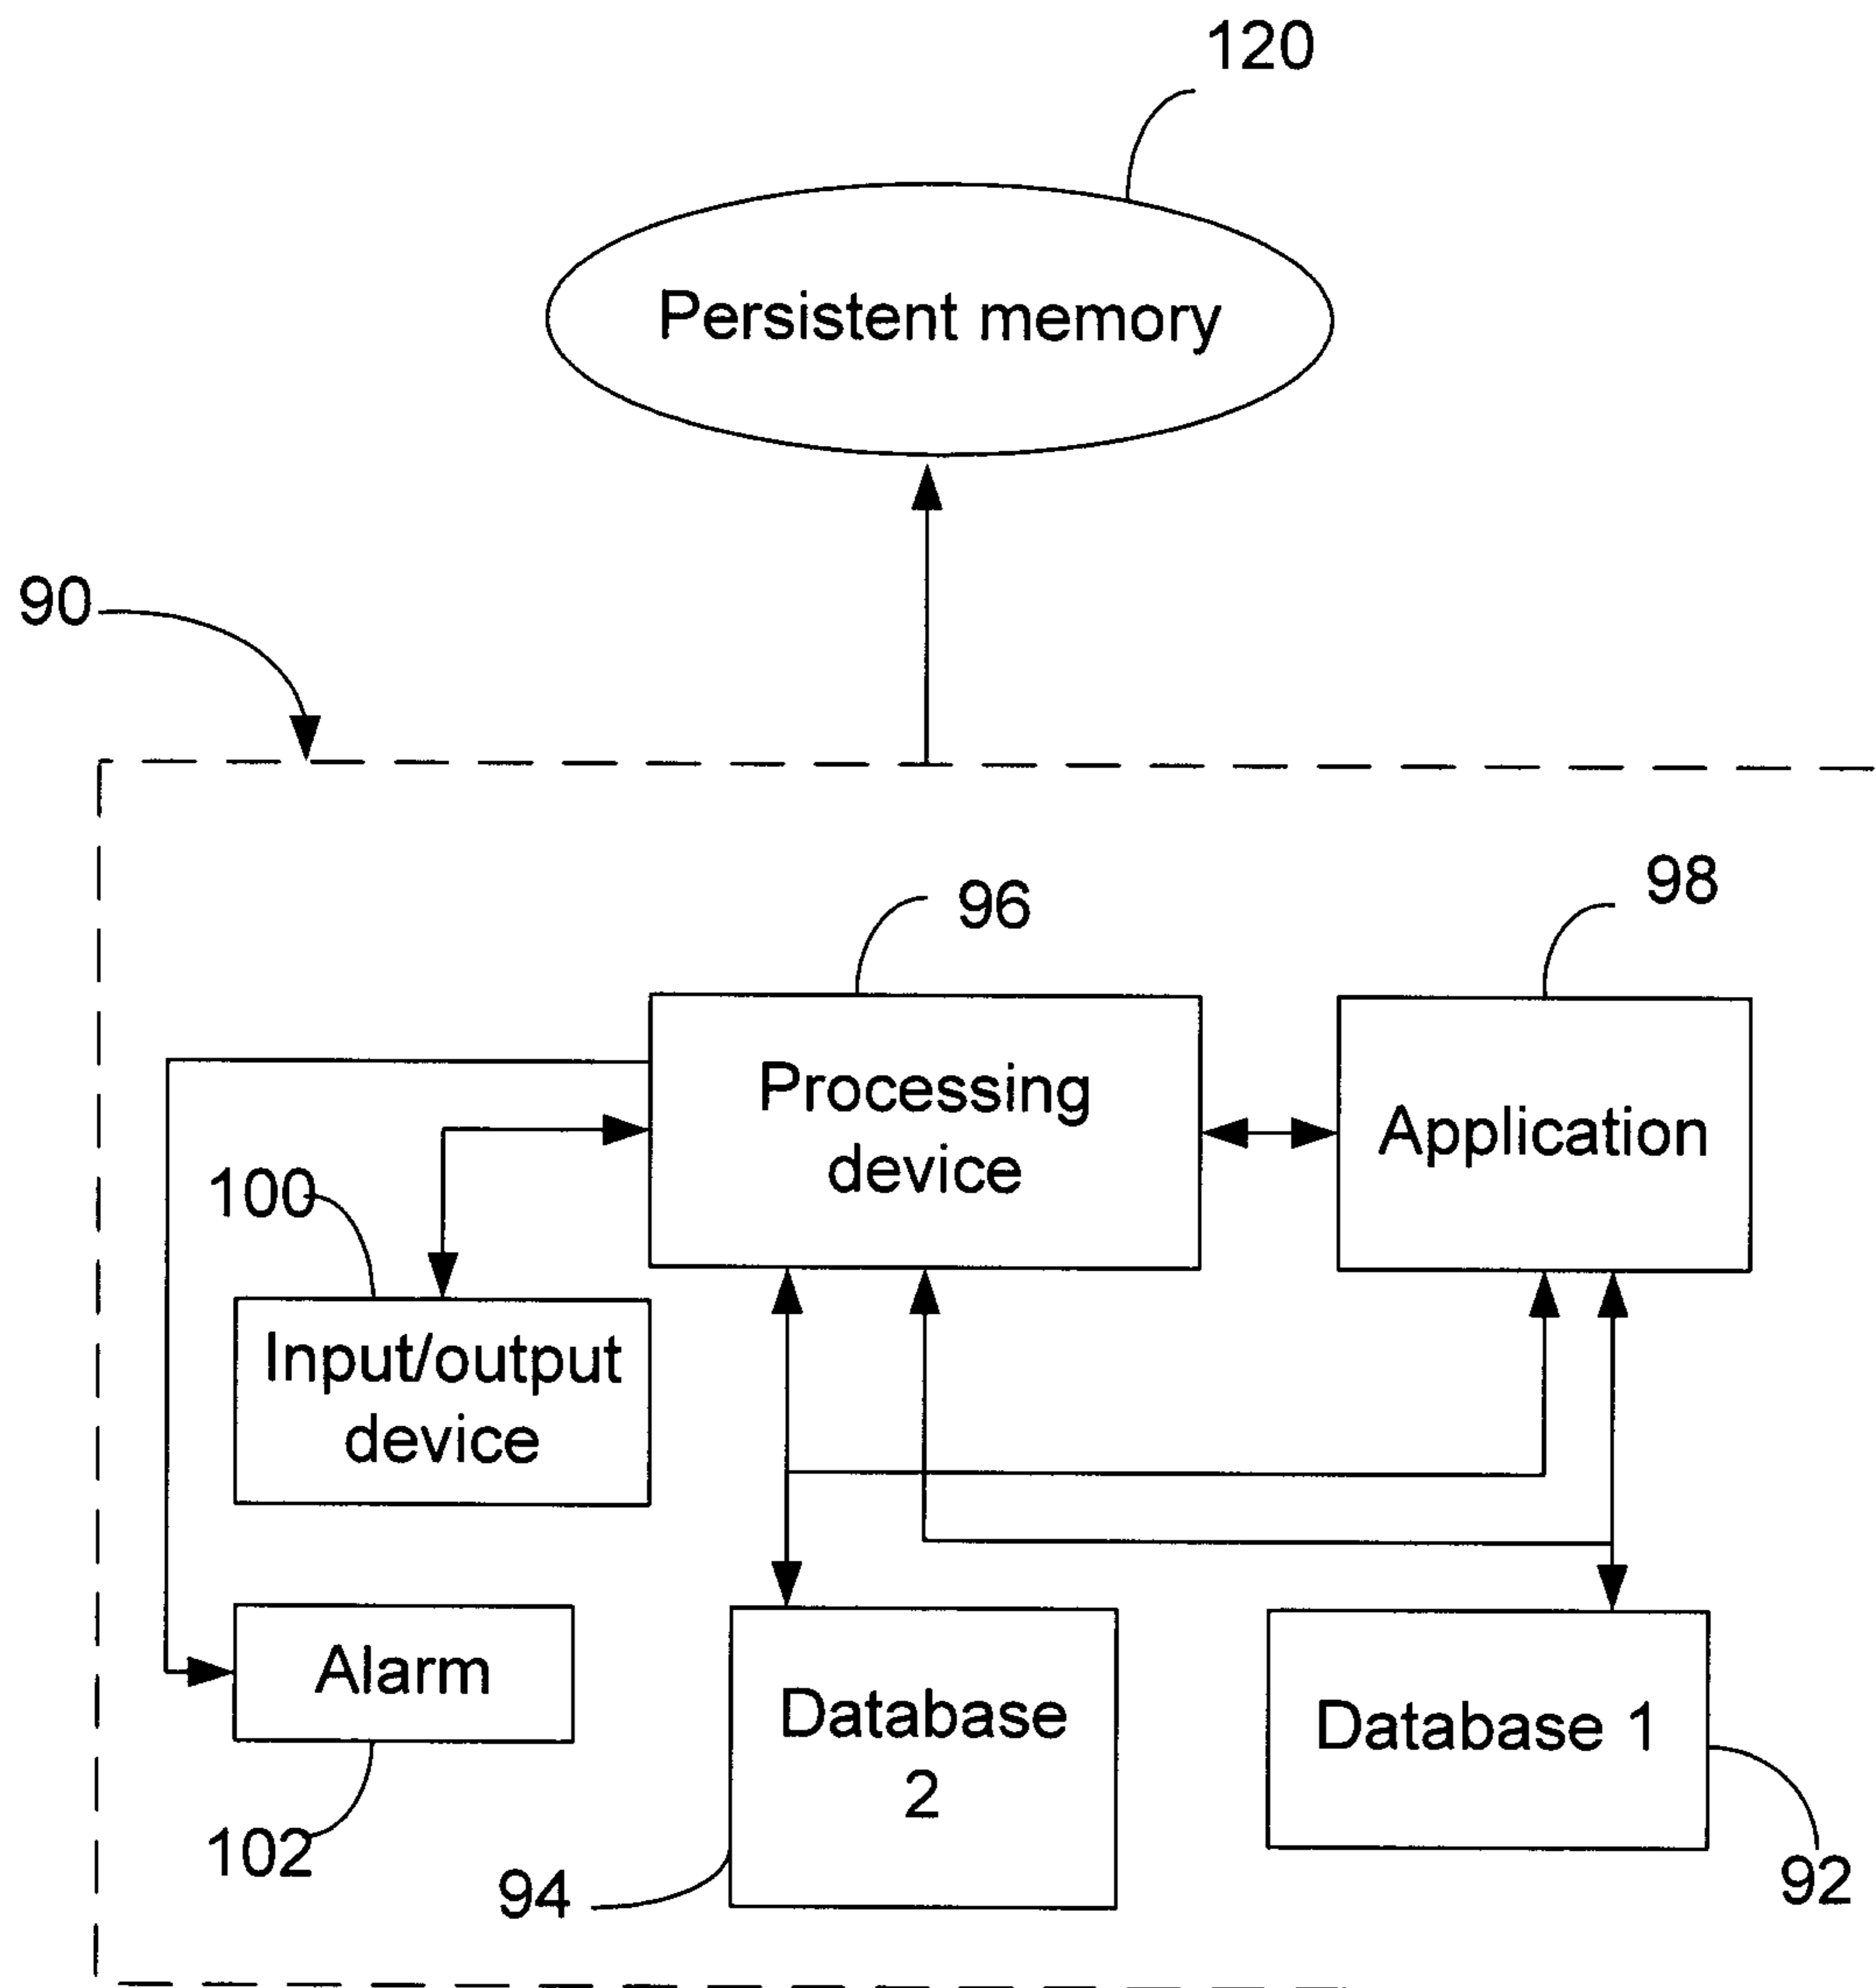 120
Persistent memory
90
96
98
Processing
device
Application
100
Input/output
device
Alarm
Database
2
Database 1
102
94
92